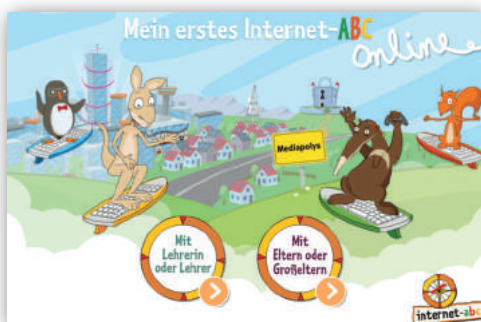 Mein erstes Internet-ABC
online
Mediapolys
Mit
Lehrerin
oder Lehrer
Mit
Eltern oder
Großeltern
internet-abc